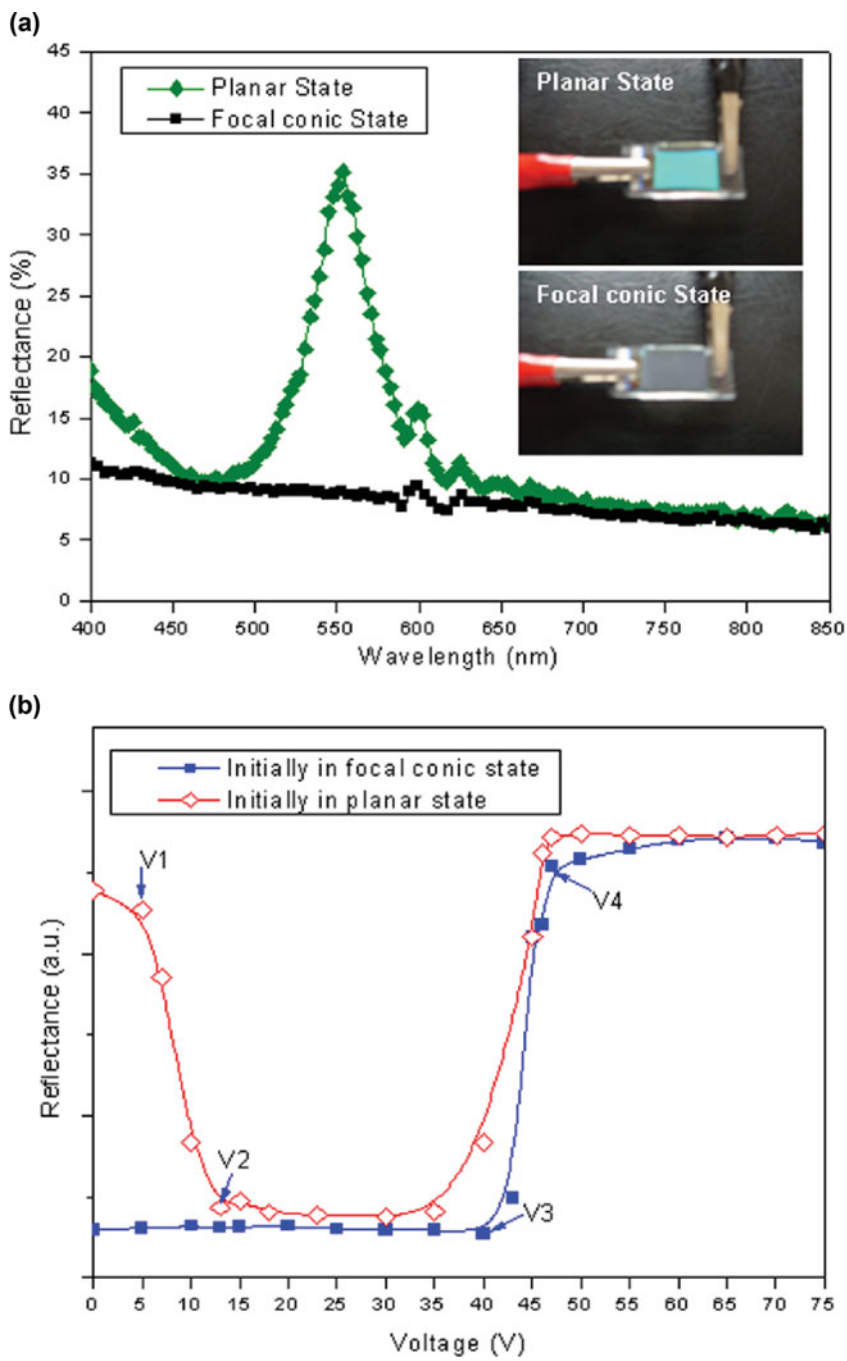 (a)
45
40
35
30
25
20
15
10
5
0
Reflectance (%)
Planar State
Focal conic State
Planar State
Focal conic State
400 450 500 550 600 650 700 750 800 850
Wavelength (nm)
(b)
Initially in focal conic state
Initially in planar state
V1
V2
V3
V4
Reflectance (a.u.)
0 5 10 15 20 25 30 35 40 45 50 55 60 65 70 75
Voltage (V)